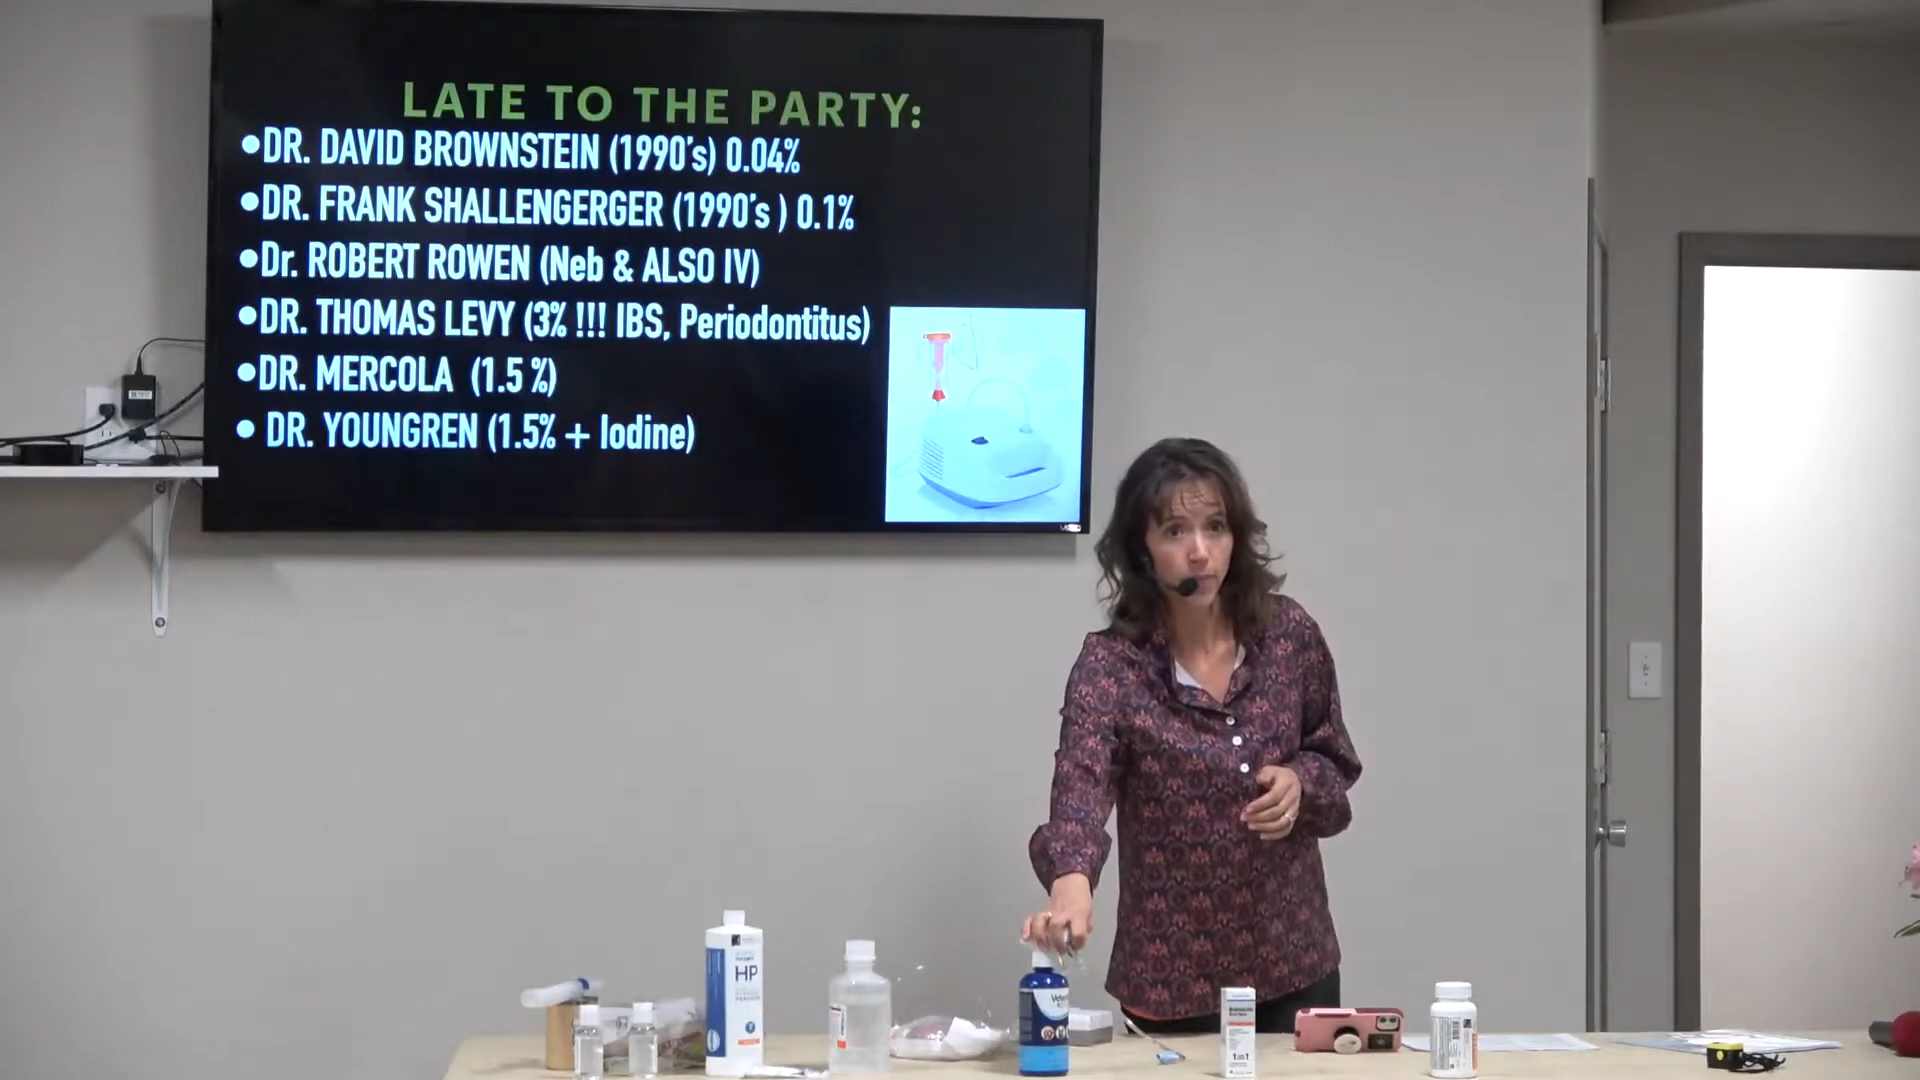 LATE TO THE PARTY:
•DR. DAVID BROWNSTEIN (1990's) 0.04%
•DR. FRANK SHALLENGERGER (1990's ) 0.1%
•Dr. ROBERT ROWEN (Neb & ALSO IV)
•DR. THOMAS LEVY (3% !!! IBS, Periodontitus)
•DR. MERCOLA (1.5 %)
• DR. YOUNGREN (1.5% + Iodine)
HP